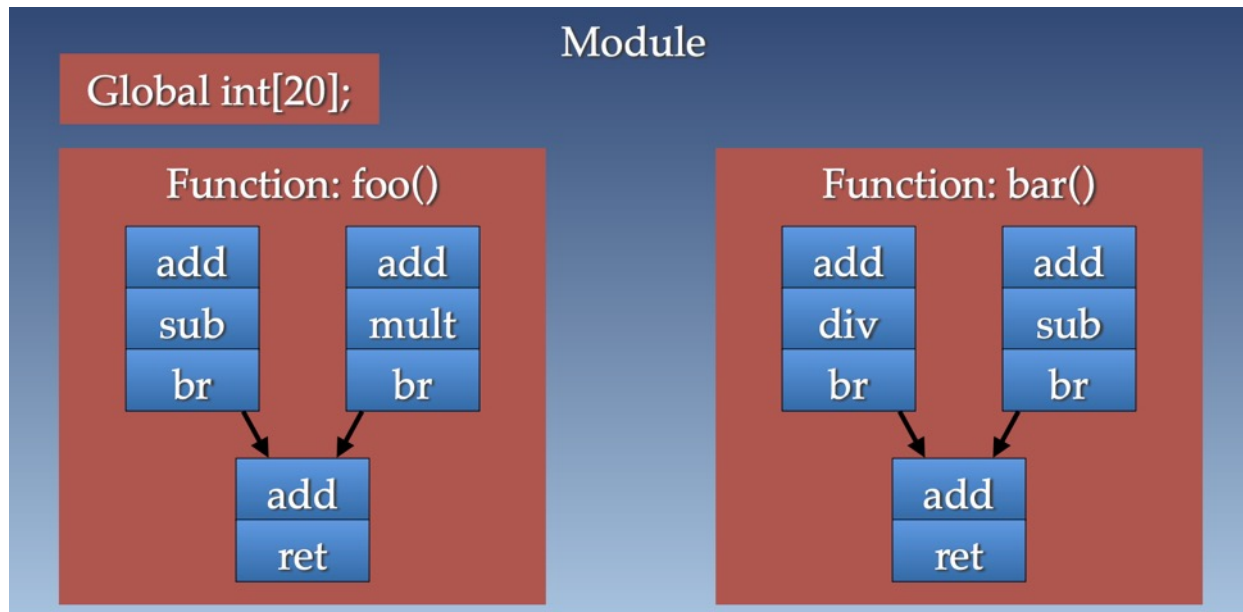 Module
Global int[20];
Function: foo()
add
sub
br
add
mult
br
add
ret
Function: bar()
add
div
br
add
sub
br
add
ret